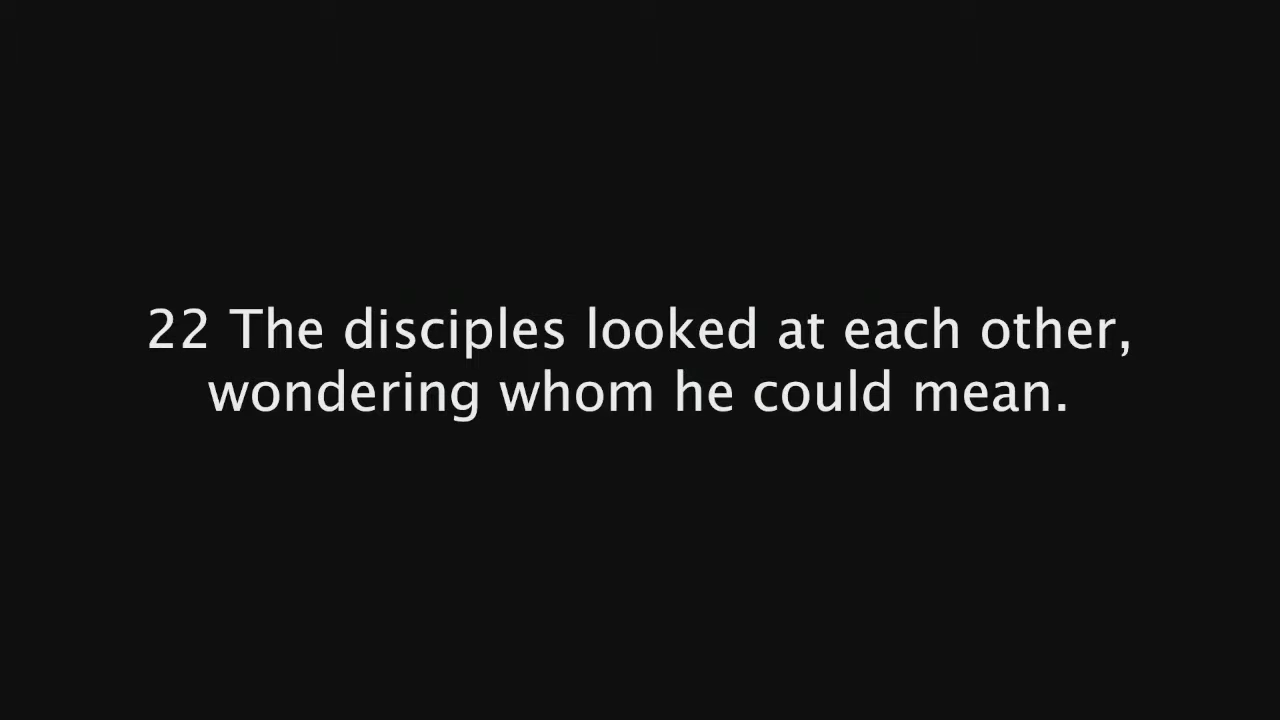 22 The disciples looked at each other,
wondering whom he could mean.